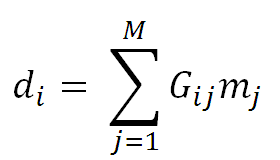 d_i = \sum_{j=1}^{M} G_{ij} m_j